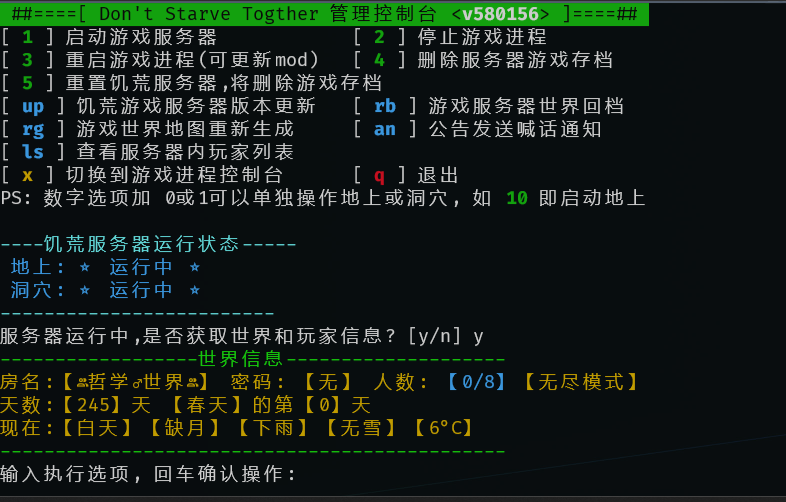 ##====[ Don't Starve Togther 管理控制台 <v580156> ]====##
[ 1 ] 启动游戏服务器 [ 2 ] 停止游戏进程
[ 3 ] 重启游戏进程(可更新mod) [ 4 ] 删除服务器游戏存档
[ 5 ] 重置饥荒服务器,将删除游戏存档
[ up ] 饥荒游戏服务器版本更新 [ rb ] 游戏服务器世界回档
[ rg ] 游戏世界地图重新生成 [ an ] 公告发送喊话通知
[ ls ] 查看服务器内玩家列表
[ x ] 切换到游戏进程控制台 [ q ] 退出
PS: 数字选项加 0或1可以单独操作地上或洞穴, 如 10 即启动地上
----饥荒服务器运行状态-----
地上: ☆ 运行中 ☆
洞穴: ☆ 运行中 ☆
-------------------------
服务器运行中,是否获取世界和玩家信息? [y/n] y
------------------世界信息--------------------
房名:【哲学♂世界】 密码: 【无】 人数: 【0/8】【无尽模式】
天数:【245】天 【春天】的第【0】天
现在:【白天】【缺月】【下雨】【无雪】【6°C】
----------------------------------------------
输入执行选项, 回车确认操作: